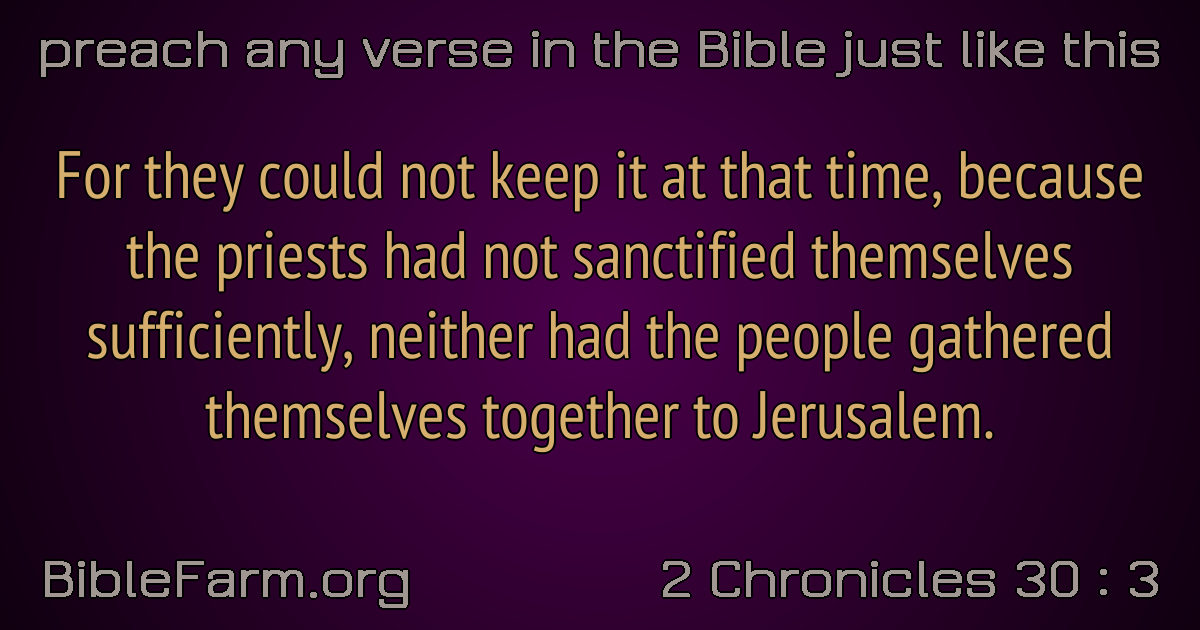 preach any verse in the Bible just like this
For they could not keep it at that time, because
the priests had not sanctified themselves
sufficiently, neither had the people gathered
themselves together to Jerusalem.
BibleFarm.org
2 Chronicles 30 : 3